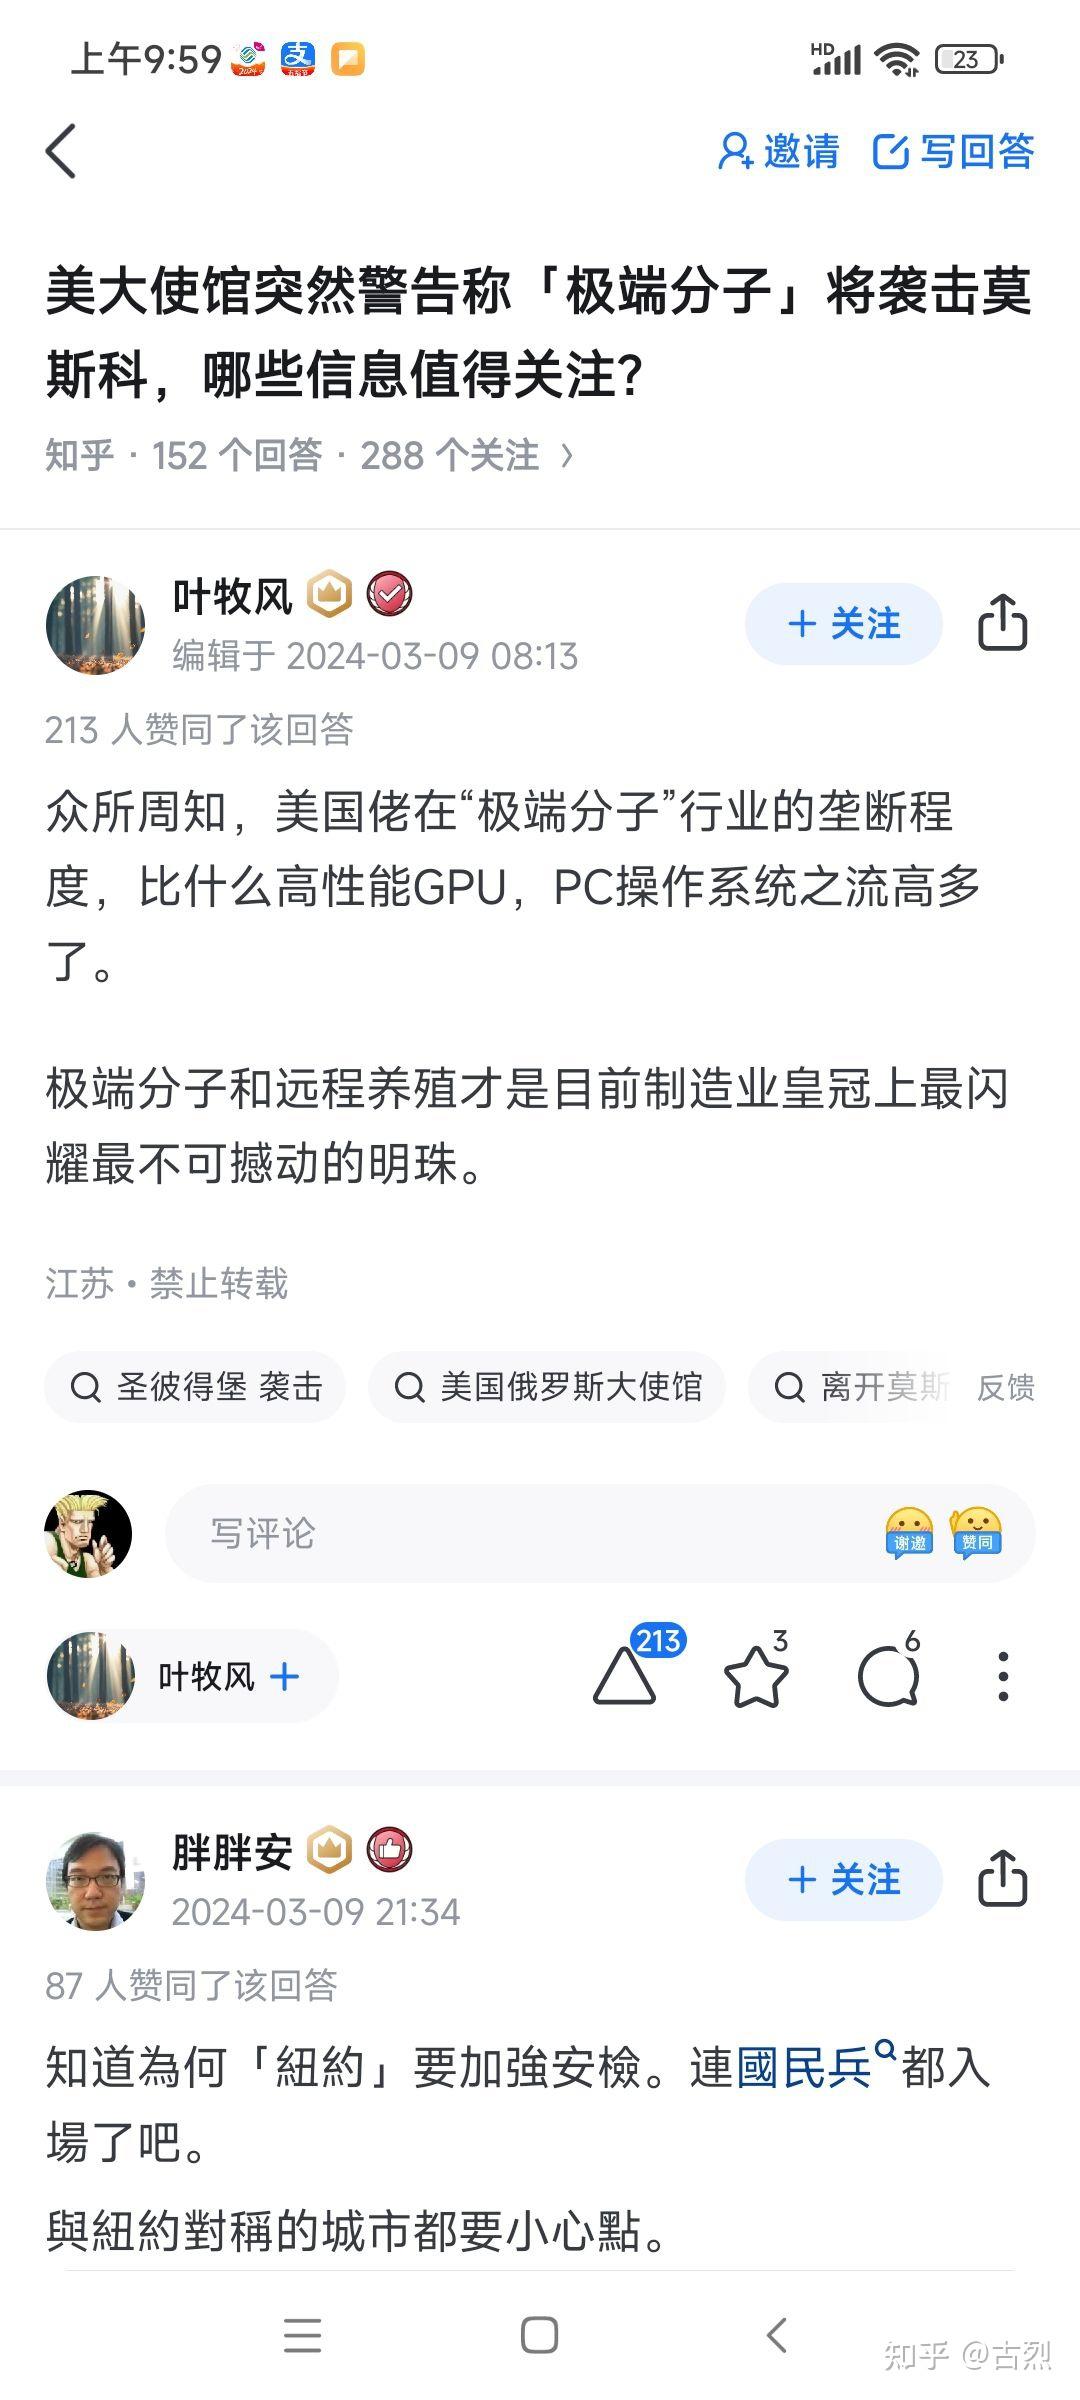 上午9:59
HD
23
邀请 写回答
美大使馆突然警告称「极端分子」将袭击莫
斯科，哪些信息值得关注？
知乎 · 152 个回答 · 288 个关注 〉
叶牧风
编辑于 2024-03-09 08:13
+ 关注
213 人赞同了该回答
众所周知，美国佬在“极端分子”行业的垄断程
度，比什么高性能GPU，PC操作系统之流高多
了。
极端分子和远程养殖才是目前制造业皇冠上最闪
耀最不可撼动的明珠。
江苏 · 禁止转载
圣彼得堡 袭击 美国俄罗斯大使馆 离开莫斯 反馈
写评论
谢邀 赞同
叶牧风 +
213 3 6
胖胖安
2024-03-09 21:34
+ 关注
87 人赞同了该回答
知道為何「紐約」要加強安檢。連國民兵都入
場了吧。
與紐約對稱的城市都要小心點。
知乎 @古烈